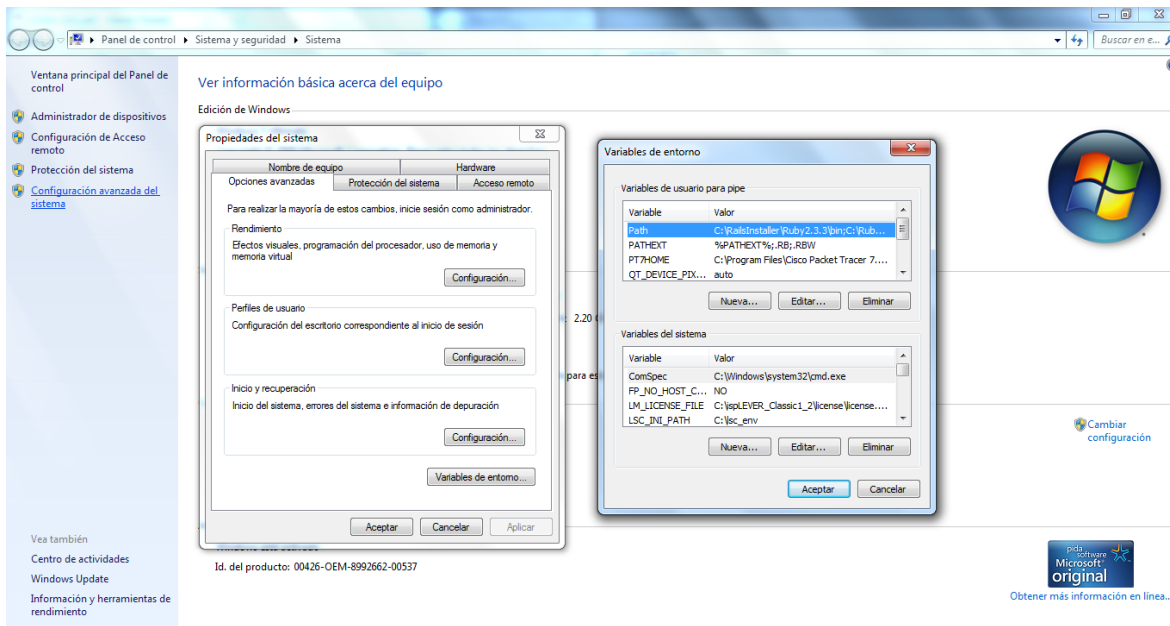 Panel de control ▸ Sistema y seguridad ▸ Sistema
Buscar en e...
Ventana principal del Panel de
control
Administrador de dispositivos
Configuración de Acceso
remoto
Protección del sistema
Configuración avanzada del
sistema
Vea también
Centro de actividades
Windows Update
Información y herramientas de
rendimiento
Ver información básica acerca del equipo
Edición de Windows
Propiedades del sistema
Nombre de equipo
Hardware
Opciones avanzadas
Protección del sistema
Acceso remoto
Para realizar la mayoría de estos cambios, inicie sesión como administrador.
Rendimiento
Efectos visuales, programación del procesador, uso de memoria y
memoria virtual
Configuración...
Perfiles de usuario
Configuración del escritorio correspondiente al inicio de sesión
Configuración...
Inicio y recuperación
Inicio del sistema, errores del sistema e información de depuración
Configuración...
Variables de entorno...
Aceptar
Cancelar
Aplicar
2.20
para es
Id. del producto: 00426-OEM-8992662-00537
Variables de entorno
Variables de usuario para pipe
Variable Valor
Path C:\RailsInstaller\Ruby2.3.3\bin;C:\Rub...
PATHEXT %PATHEXT%;.RB;.RBW
PT7HOME C:\Program Files\Cisco Packet Tracer 7....
QT_DEVICE_PIX... auto
Nueva...
Editar...
Eliminar
Variables del sistema
Variable Valor
ComSpec C:\Windows\system32\cmd.exe
FP_NO_HOST_C... NO
LM_LICENSE_FILE C:\ispLEVER_Classic1_2\license\license....
LSC_INI_PATH C:\lsc_env
Nueva...
Editar...
Eliminar
Aceptar
Cancelar
Cambiar
configuración
pida
software
Microsoft
original
Obtener más información en línea...